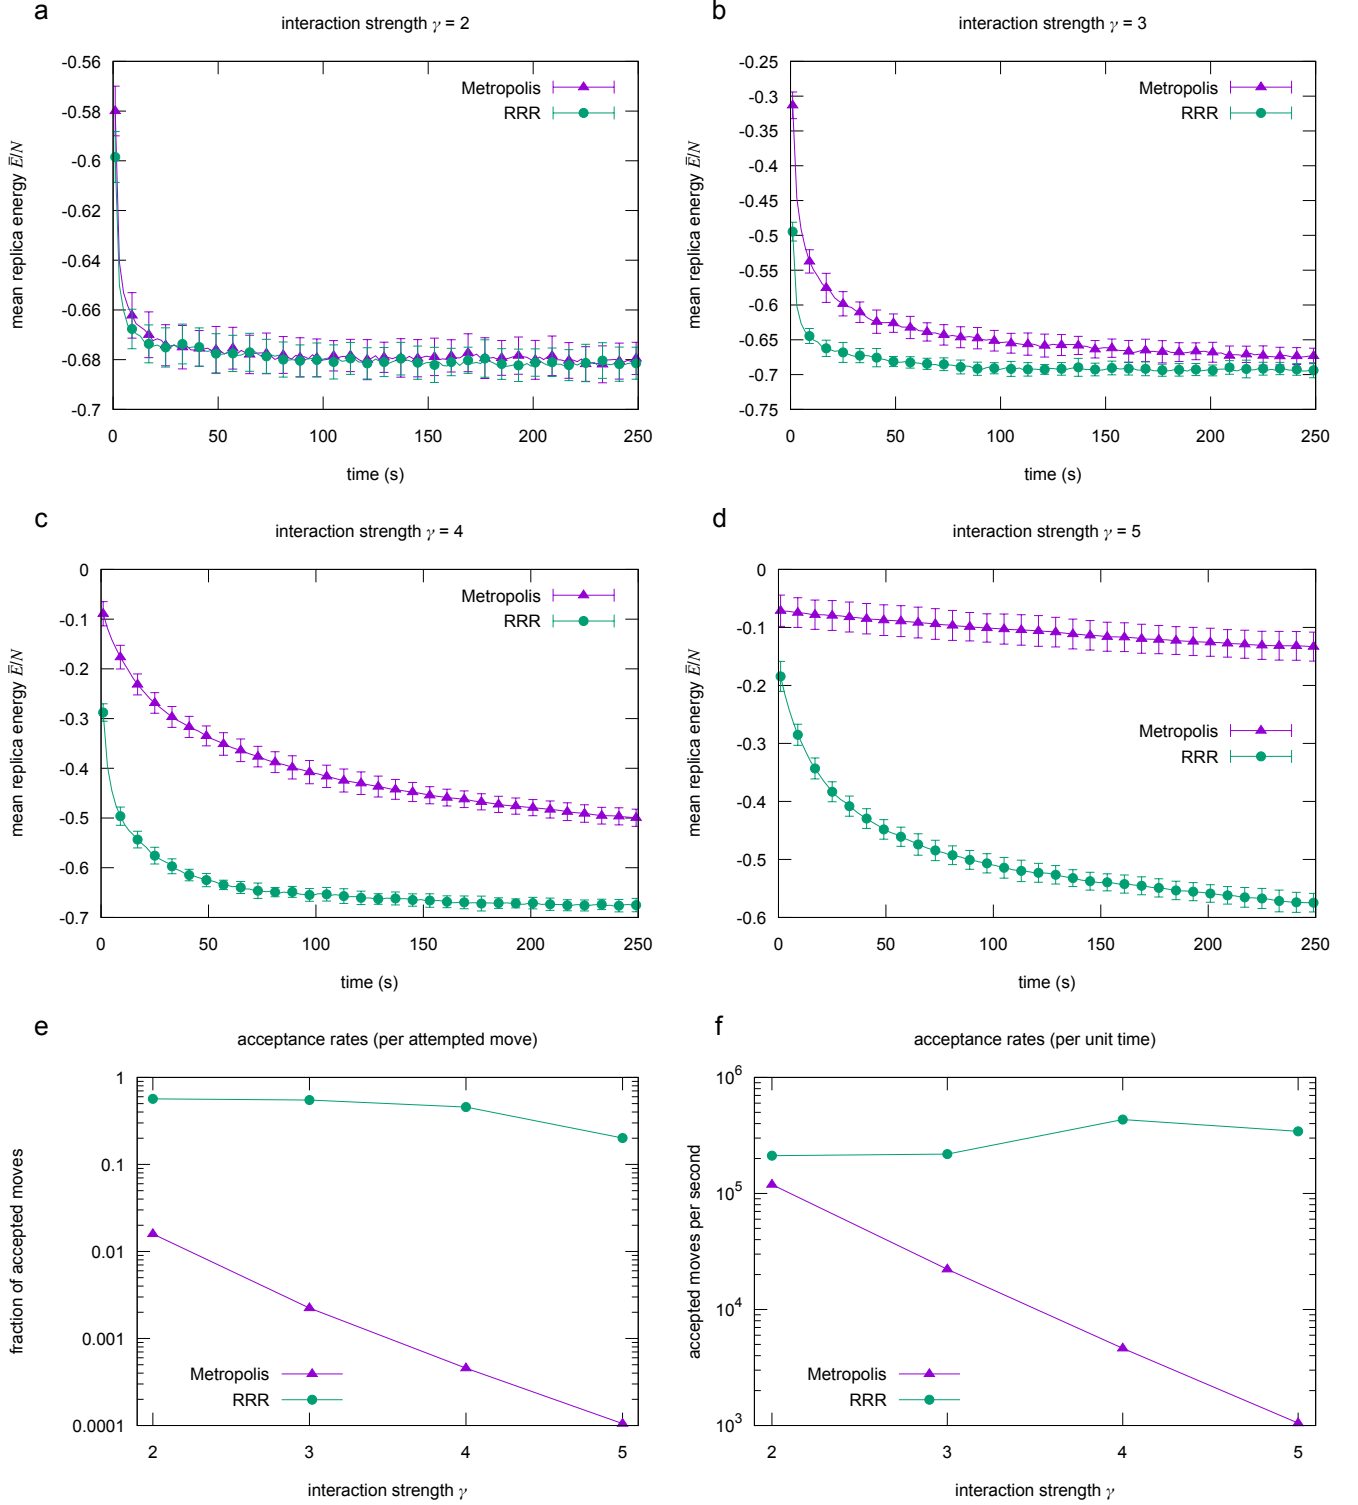 a
interaction strength γ = 2
-0.56
-0.58
-0.6
-0.62
-0.64
-0.66
-0.68
-0.7
0 50 100 150 200 250
mean replica energy E̅/N
time (s)
Metropolis
RRR
b
interaction strength γ = 3
-0.25
-0.3
-0.35
-0.4
-0.45
-0.5
-0.55
-0.6
-0.65
-0.7
-0.75
0 50 100 150 200 250
mean replica energy E̅/N
time (s)
Metropolis
RRR
c
interaction strength γ = 4
0
-0.1
-0.2
-0.3
-0.4
-0.5
-0.6
-0.7
0 50 100 150 200 250
mean replica energy E̅/N
time (s)
Metropolis
RRR
d
interaction strength γ = 5
0
-0.1
-0.2
-0.3
-0.4
-0.5
-0.6
0 50 100 150 200 250
mean replica energy E̅/N
time (s)
Metropolis
RRR
e
acceptance rates (per attempted move)
1
0.1
0.01
0.001
0.0001
2 3 4 5
fraction of accepted moves
interaction strength γ
Metropolis
RRR
f
acceptance rates (per unit time)
10⁶
10⁵
10⁴
10³
2 3 4 5
accepted moves per second
interaction strength γ
Metropolis
RRR